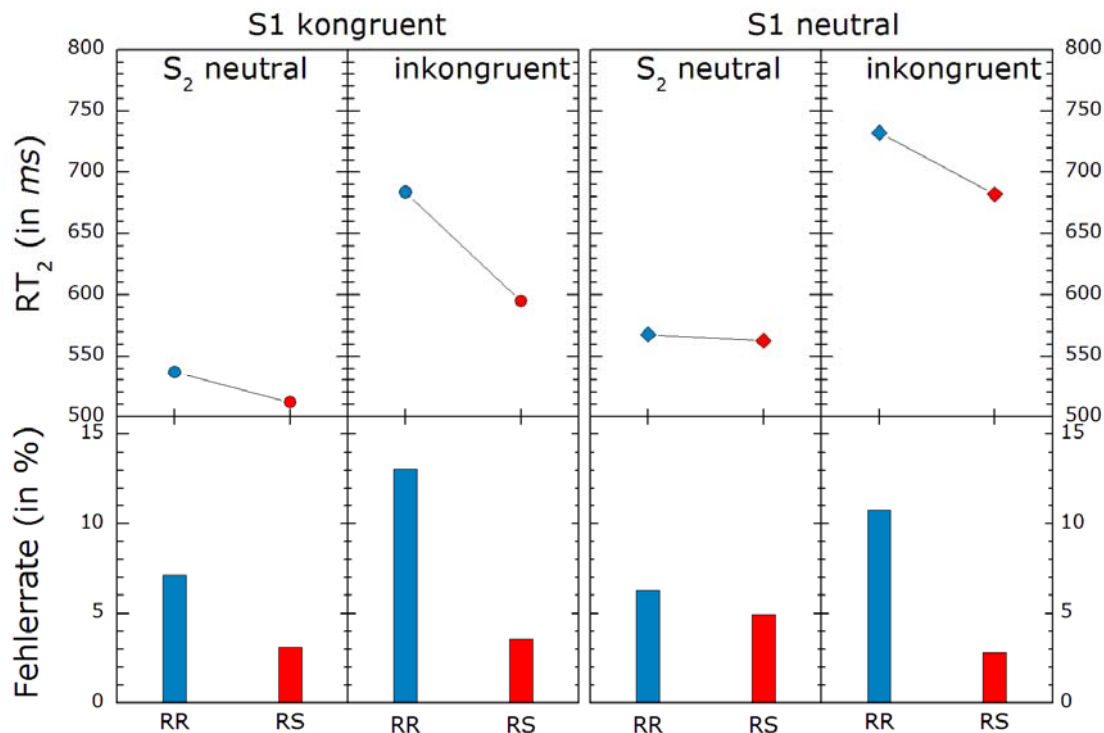 S1 kongruent S1 neutral
800 S₂ neutral inkongruent S₂ neutral inkongruent 800
750 750
700 700
650 650
600 600
550 550
500 500
RT₂ (in ms)
15 15
10 10
5 5
0 0
Fehlerrate (in %)
RR RS RR RS RR RS RR RS